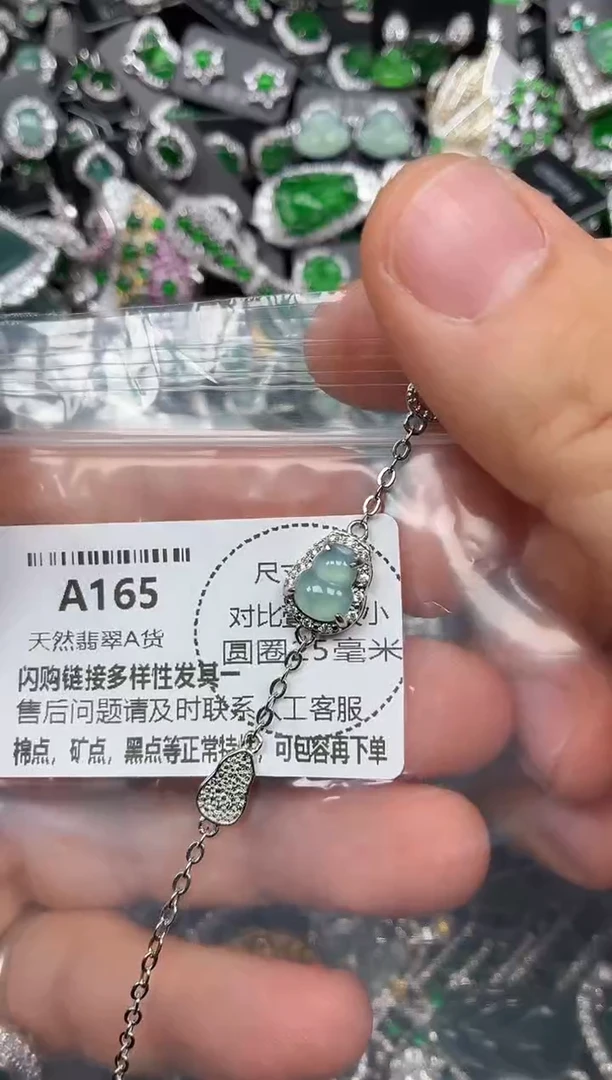 A165
天然翡翠A货
尺
对比 小
圆圈 5毫米
闪购链接多样性发其一
售后问题请及时联系 工客服
棉点，矿点，黑点等正常特 ，可包容再下单